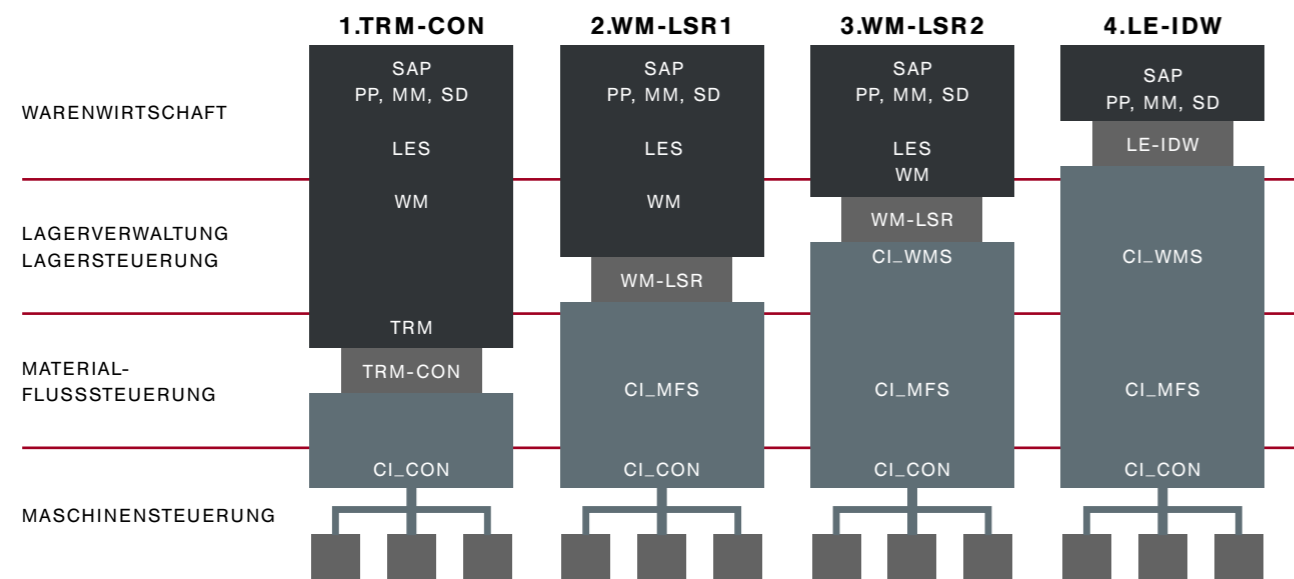 1.TRM-CON
2.WM-LSR1
3.WM-LSR2
4.LE-IDW
WARENWIRTSCHAFT
LAGERVERWALTUNG
LAGERSTEUERUNG
MATERIAL-
FLUSSSTEUERUNG
MASCHINENSTEUERUNG
SAP
PP, MM, SD
LES
WM
TRM
TRM-CON
CI_CON
SAP
PP, MM, SD
LES
WM
WM-LSR
CI_MFS
CI_CON
SAP
PP, MM, SD
LES
WM
WM-LSR
CI_WMS
CI_MFS
CI_CON
SAP
PP, MM, SD
LE-IDW
CI_WMS
CI_MFS
CI_CON